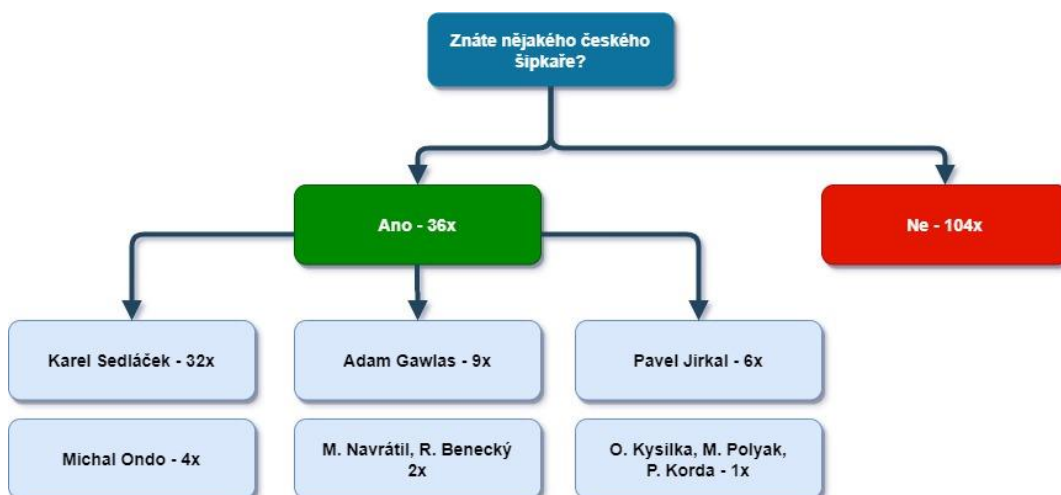 Znáte nějakého českého
šipkaře?
Ano - 36x
Ne - 104x
Karel Sedláček - 32x
Adam Gawlas - 9x
Pavel Jirkal - 6x
Michal Ondo - 4x
M. Navrátil, R. Benecký
2x
O. Kysilka, M. Polyak,
P. Korda - 1x